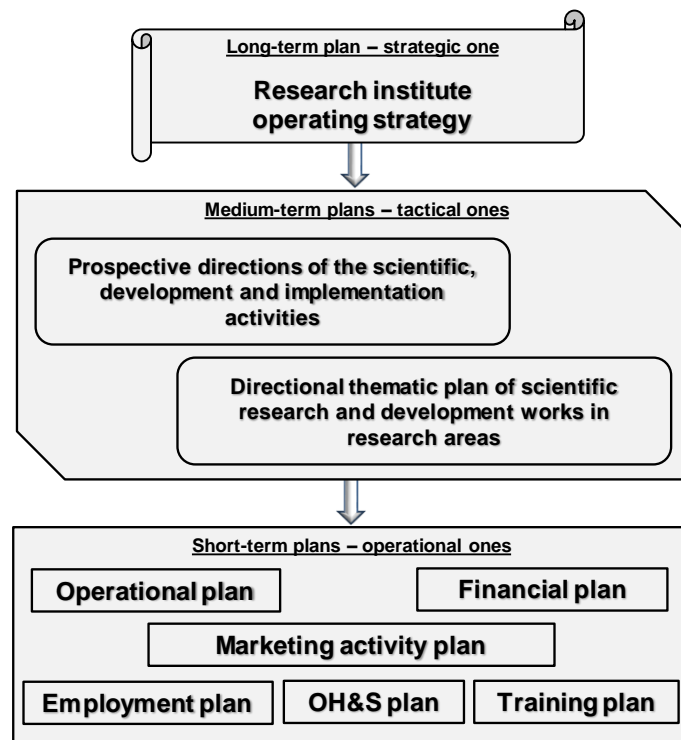 Long-term plan – strategic one
Research institute
operating strategy
Medium-term plans – tactical ones
Prospective directions of the scientific,
development and implementation
activities
Directional thematic plan of scientific
research and development works in
research areas
Short-term plans – operational ones
Operational plan
Financial plan
Marketing activity plan
Employment plan
OH&S plan
Training plan